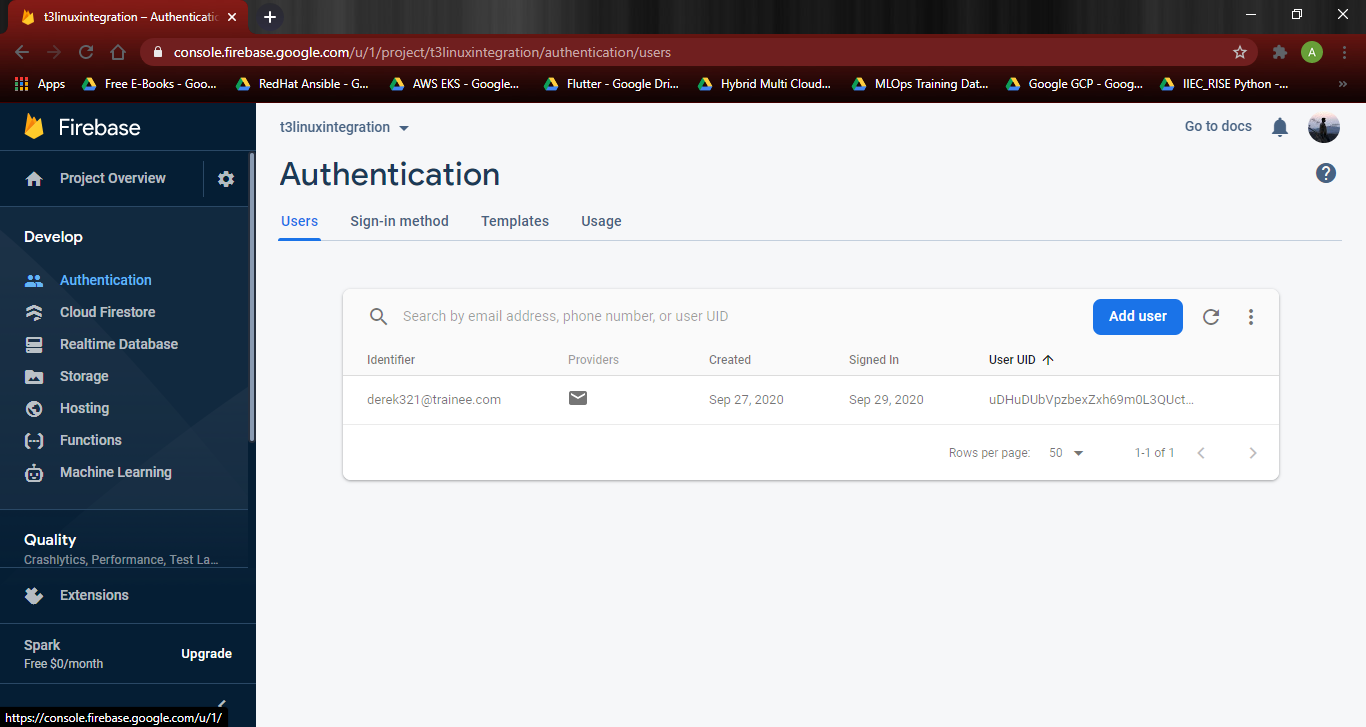 t3linuxintegration – Authenticatic
console.firebase.google.com/u/1/project/t3linuxintegration/authentication/users
A
Apps
Free E-Books - Goo...
RedHat Ansible - G...
AWS EKS - Google...
Flutter - Google Dri...
Hybrid Multi Cloud...
MLOps Training Dat...
Google GCP - Goog...
IIEC_RISE Python -...
»
Firebase
t3linuxintegration
Go to docs
Project Overview
Authentication
?
Users
Sign-in method
Templates
Usage
Develop
Authentication
Cloud Firestore
Realtime Database
Storage
Hosting
Functions
Machine Learning
Search by email address, phone number, or user UID
Add user
Identifier
Providers
Created
Signed In
User UID
derek321@trainee.com
Sep 27, 2020
Sep 29, 2020
uDHuDUbVpzbexZxh69m0L3QUct...
Rows per page:
50
1-1 of 1
Quality
Crashlytics, Performance, Test La...
Extensions
Spark
Free $0/month
Upgrade
https://console.firebase.google.com/u/1/